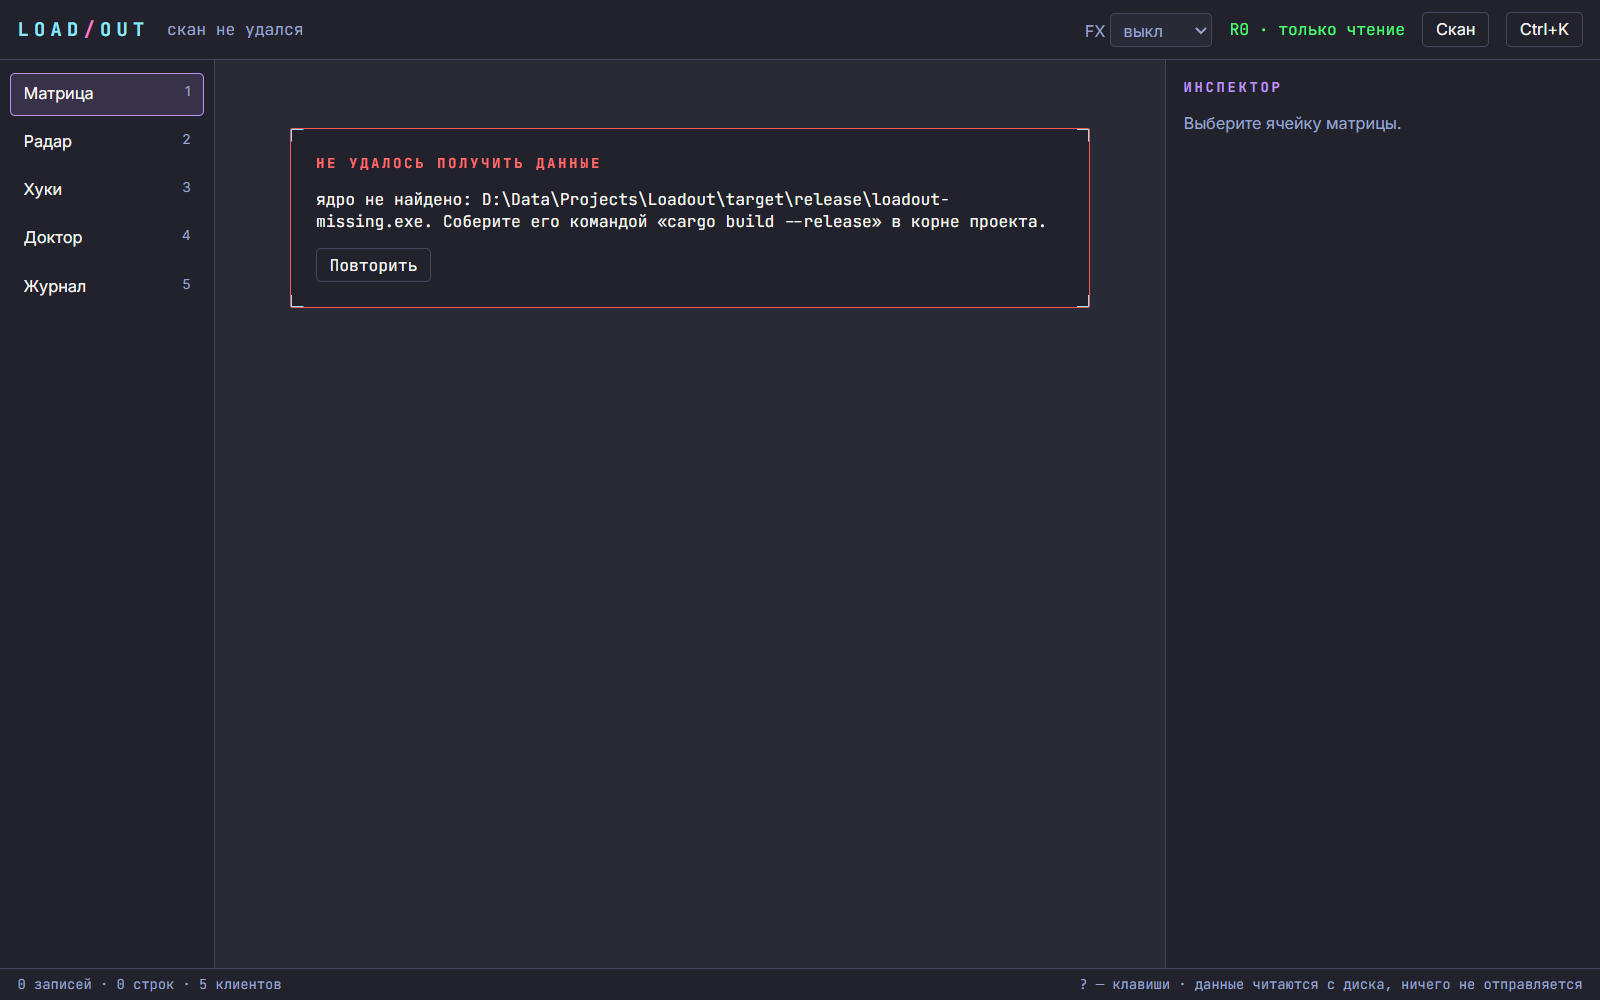 LOAD/OUT скан не удался FX выкл R0 · только чтение Скан Ctrl+K
Матрица 1
Радар 2
Хуки 3
Доктор 4
Журнал 5
НЕ УДАЛОСЬ ПОЛУЧИТЬ ДАННЫЕ
ядро не найдено: D:\Data\Projects\Loadout\target\release\loadout-
missing.exe. Соберите его командой «cargo build --release» в корне проекта.
Повторить
ИНСПЕКТОР
Выберите ячейку матрицы.
0 записей · 0 строк · 5 клиентов
? — клавиши · данные читаются с диска, ничего не отправляется